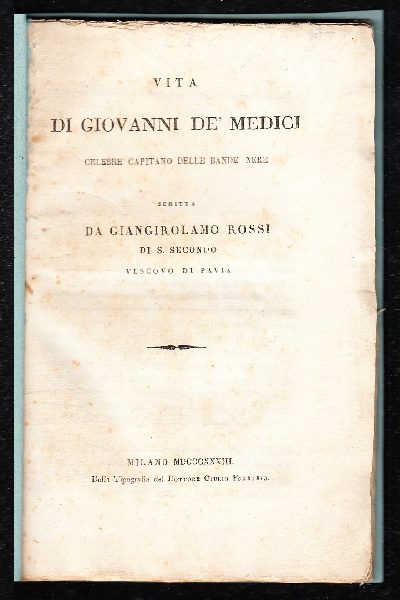 VITA
DI GIOVANNI DE' MEDICI
CELEBRE CAPITANO DELLE BANDE NERE
SCRITTA
DA GIANGIROLAMO ROSSI
DI S. SECONDO
VESCOVO DI PAVIA
MILANO MDCCCXXVIII.
Dalla Tipografia del Dottore Giulio Ferrario.